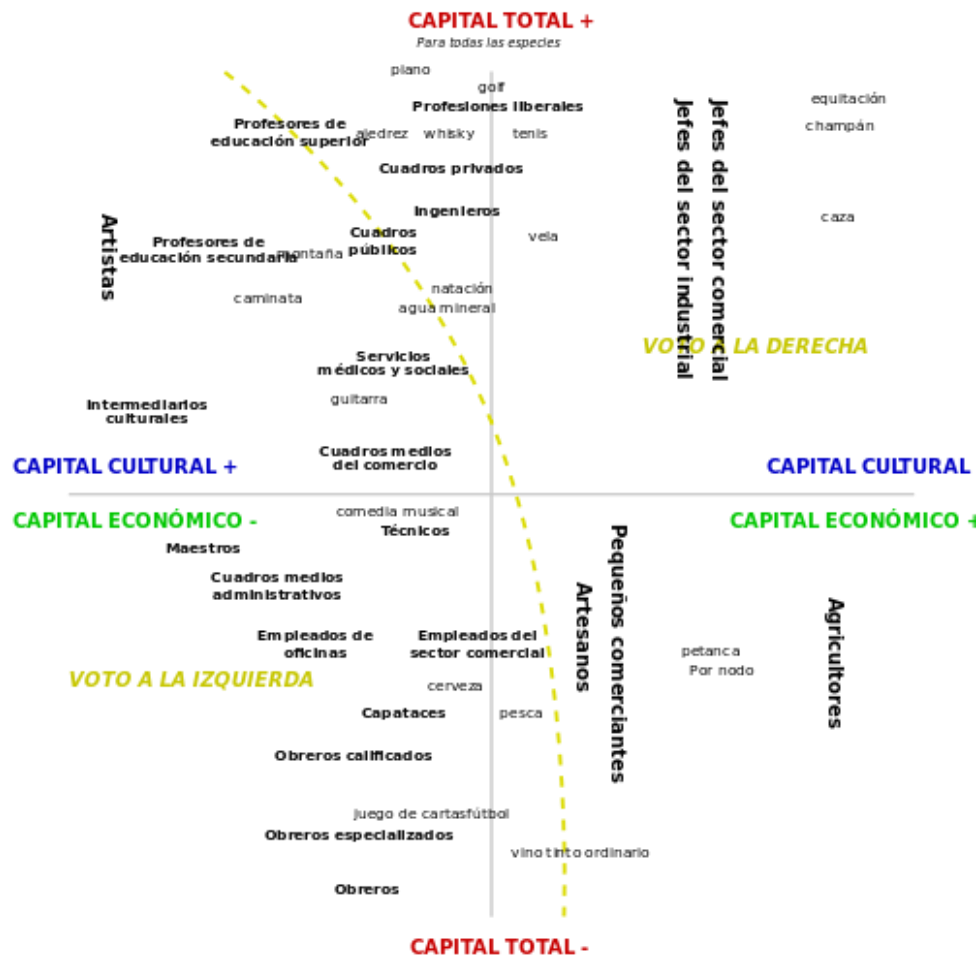 CAPITAL TOTAL +
Para todas las especies
piano
golf
Profesiones liberales
equitación
champán
Profesores de
educación superior
ajedrez
whisky
tenis
Jefes del sector industrial
Jefes del sector comercial
Cuadros privados
Ingenieros
caza
Artistas
Profesores de
educación secundaria
montaña
Cuadros
públicos
vela
caminata
natación
agua mineral
VOTO A LA DERECHA
Servicios
médicos y sociales
guitarra
Intermediarios
culturales
Cuadros medios
del comercio
CAPITAL CULTURAL +
CAPITAL CULTURAL
CAPITAL ECONÓMICO -
CAPITAL ECONÓMICO +
comedia musical
Técnicos
Maestros
Cuadros medios
administrativos
Artesanos
Pequeños comerciantes
Agricultores
Empleados de
oficinas
Empleados del
sector comercial
petanca
Por nodo
VOTO A LA IZQUIERDA
cerveza
Capataces
pesca
Obreros calificados
juego de cartas
fútbol
Obreros especializados
vino tinto ordinario
Obreros
CAPITAL TOTAL -